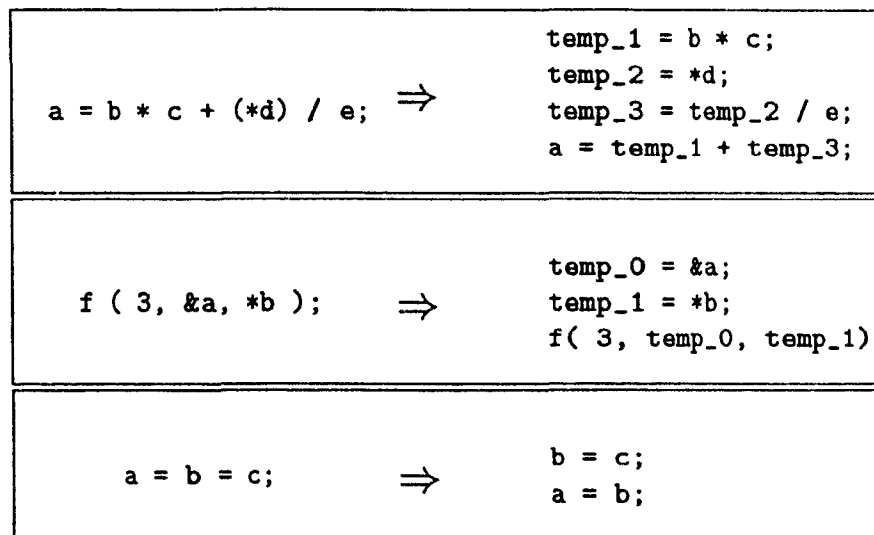 a = b * c + (*d) / e; ⇒
temp_1 = b * c;
temp_2 = *d;
temp_3 = temp_2 / e;
a = temp_1 + temp_3;
f ( 3, &a, *b ); ⇒
temp_0 = &a;
temp_1 = *b;
f( 3, temp_0, temp_1)
a = b = c; ⇒
b = c;
a = b;